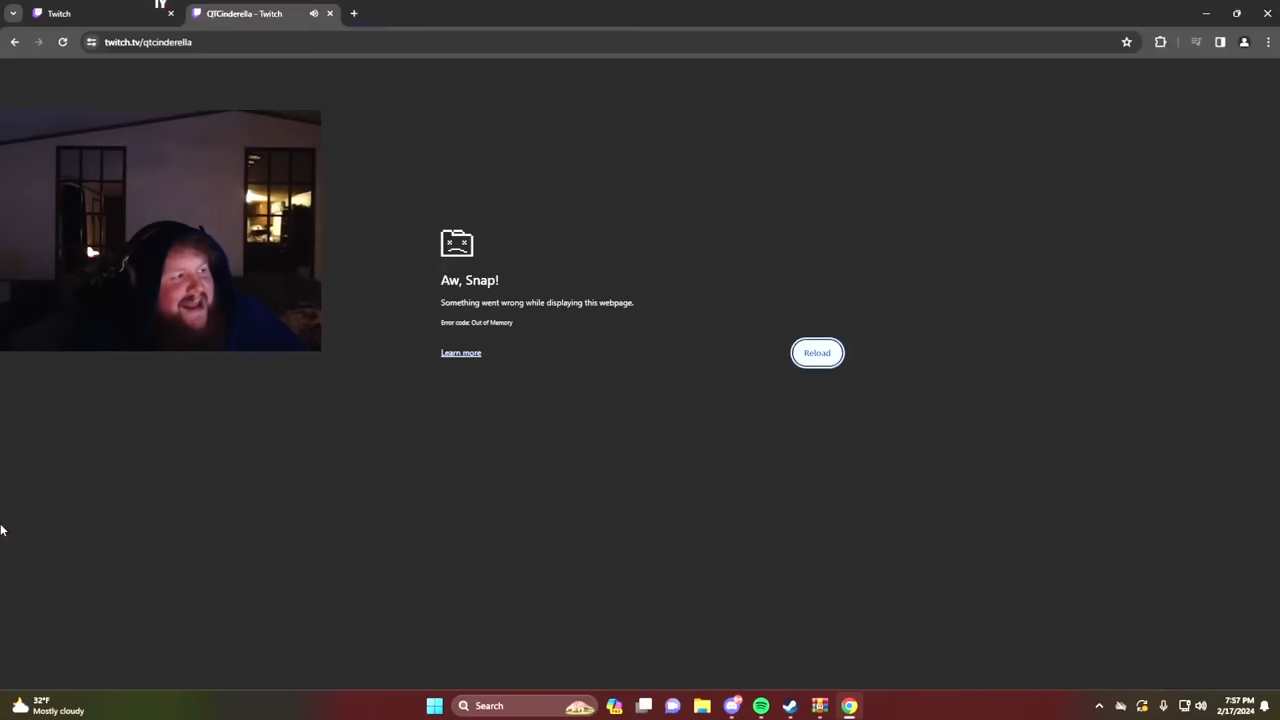 Twitch
QTCinderella - Twitch
twitch.tv/qtcinderella
Aw, Snap!
Something went wrong while displaying this webpage.
Error code: Out of Memory
Learn more
Reload
32°F
Mostly cloudy
Search
7:57 PM
2/17/2024